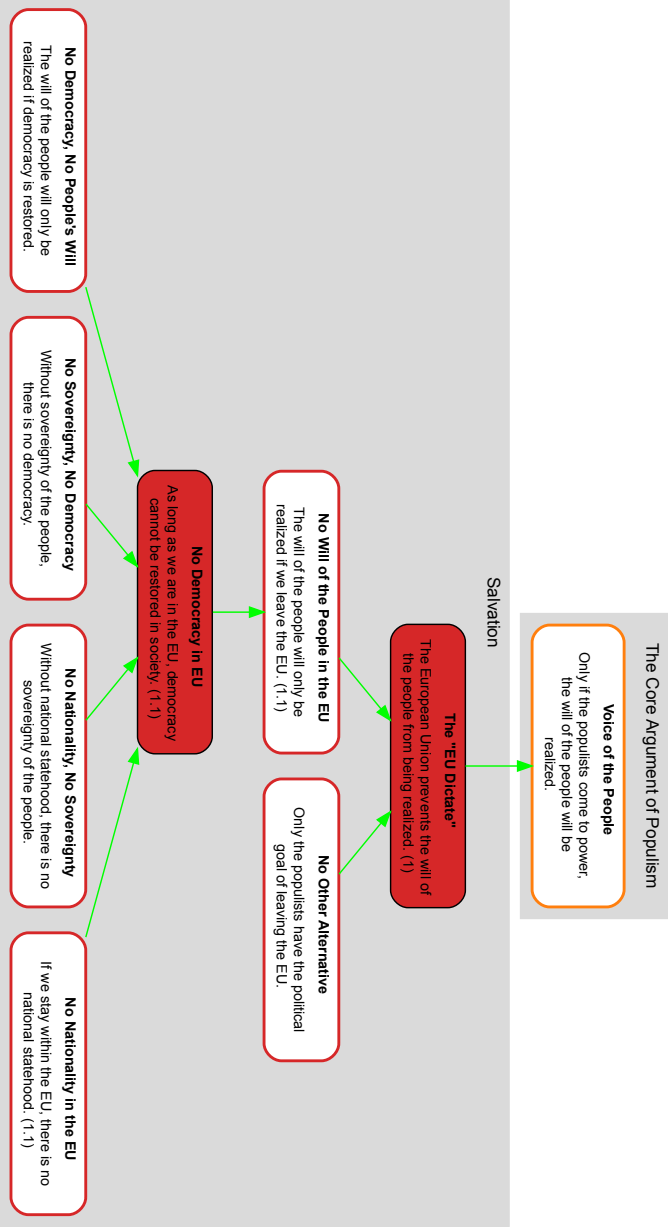 The Core Argument of Populism
Voice of the People
Only if the populists come to power,
the will of the people will be
realized.
Salvation
The "EU Dictate"
The European Union prevents the will of
the people from being realized. (1)
No Will of the People in the EU
The will of the people will only be
realized if we leave the EU. (1.1)
No Other Alternative
Only the populists have the political
goal of leaving the EU.
No Democracy in EU
As long as we are in the EU, democracy
cannot be restored in society. (1.1)
No Democracy, No People's Will
The will of the people will only be
realized if democracy is restored.
No Sovereignty, No Democracy
Without sovereignty of the people,
there is no democracy.
No Nationality, No Sovereignty
Without national statehood, there is no
sovereignty of the people.
No Nationality in the EU
If we stay within the EU, there is no
national statehood. (1.1)